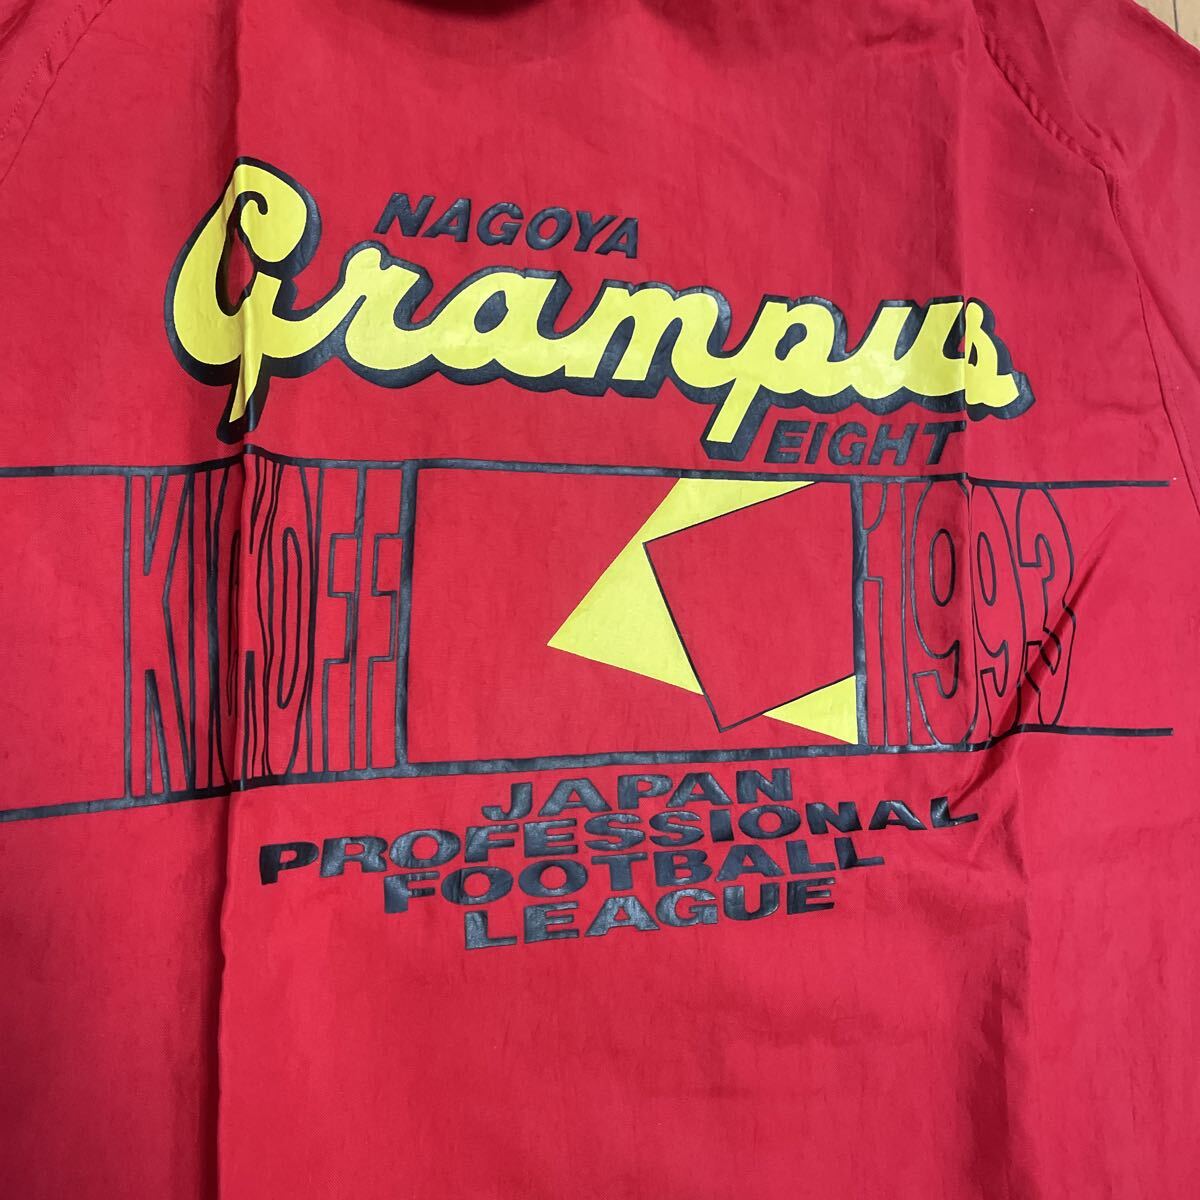 NAGOYA
Grampus
EIGHT
KICKOFF 1993
JAPAN
PROFESSIONAL
FOOTBALL
LEAGUE